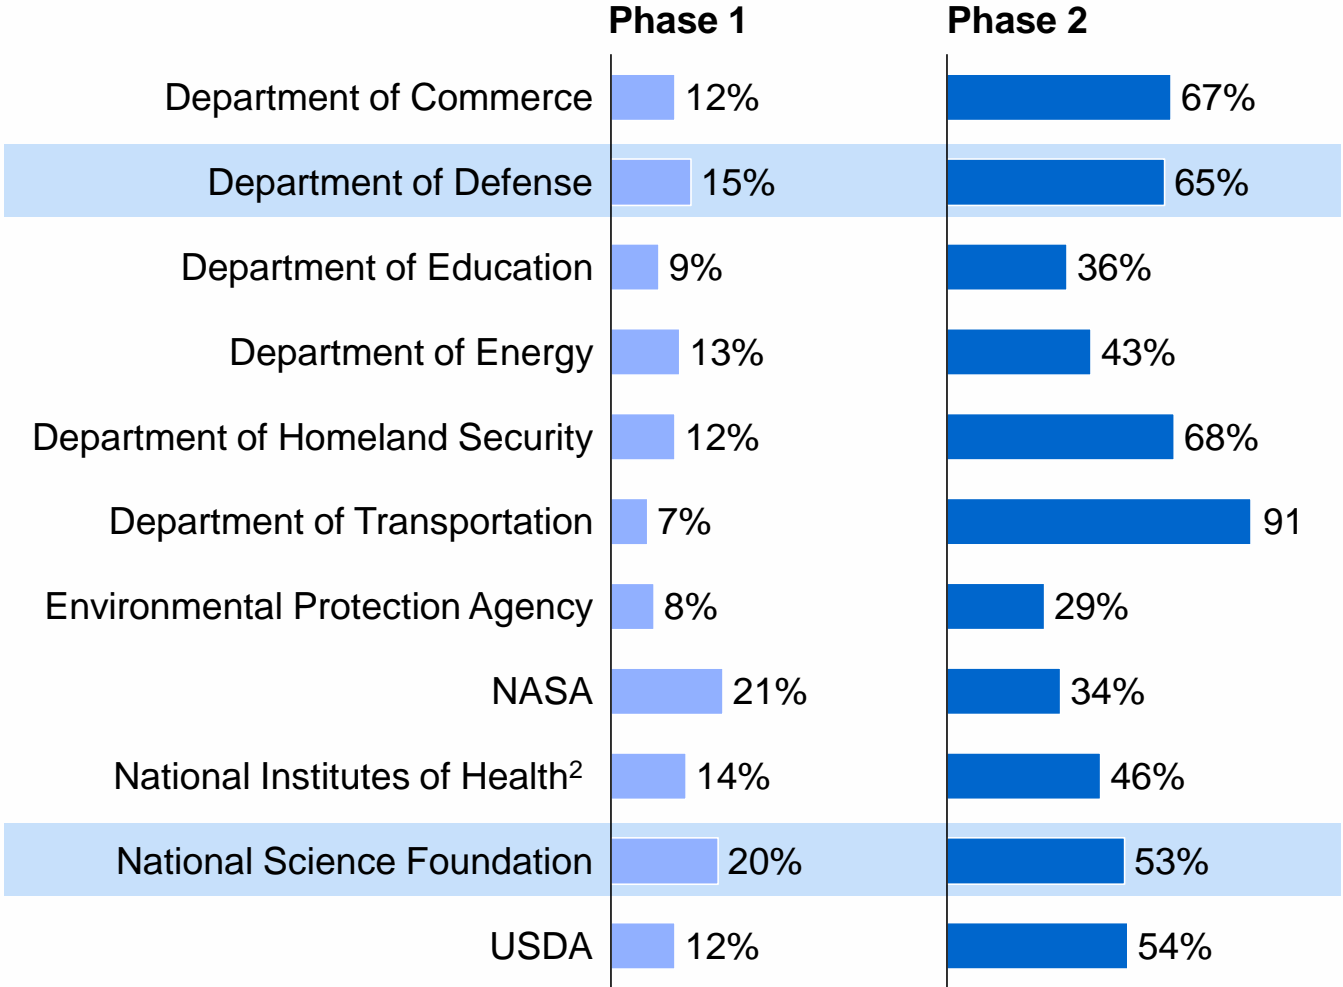 Phase 1 Phase 2
Department of Commerce 12% 67%
Department of Defense 15% 65%
Department of Education 9% 36%
Department of Energy 13% 43%
Department of Homeland Security 12% 68%
Department of Transportation 7% 91
Environmental Protection Agency 8% 29%
NASA 21% 34%
National Institutes of Health² 14% 46%
National Science Foundation 20% 53%
USDA 12% 54%